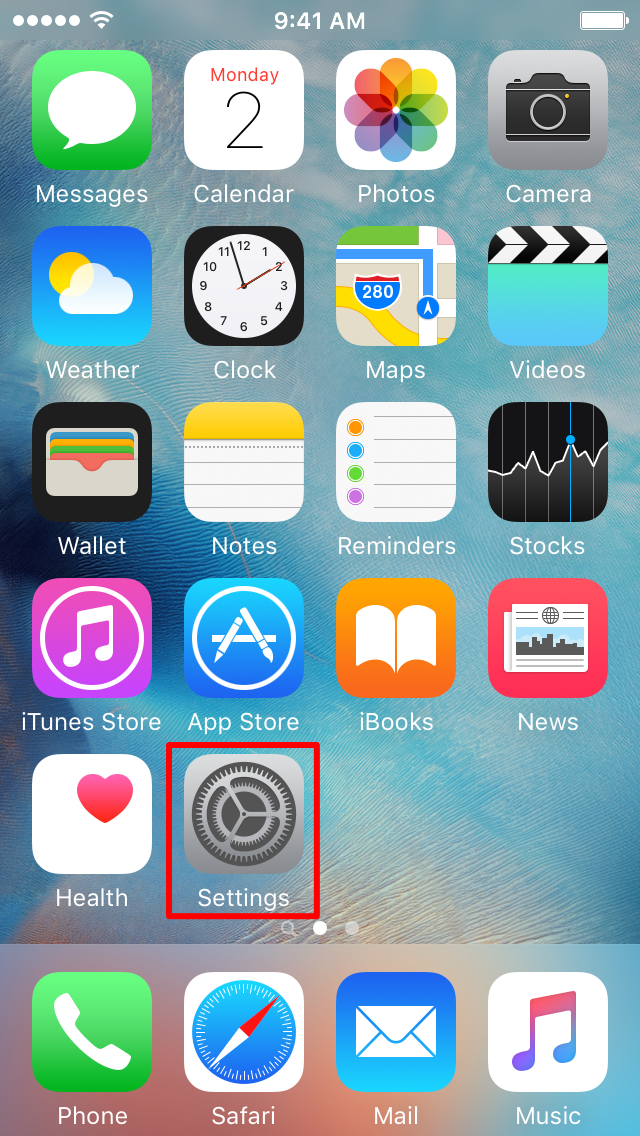 9:41 AM
Monday
2
Messages Calendar Photos Camera
12
11 1
10 2
9 3
8 4
7 5
6
280
Weather Clock Maps Videos
Wallet Notes Reminders Stocks
iTunes Store App Store iBooks News
Health Settings
Phone Safari Mail Music